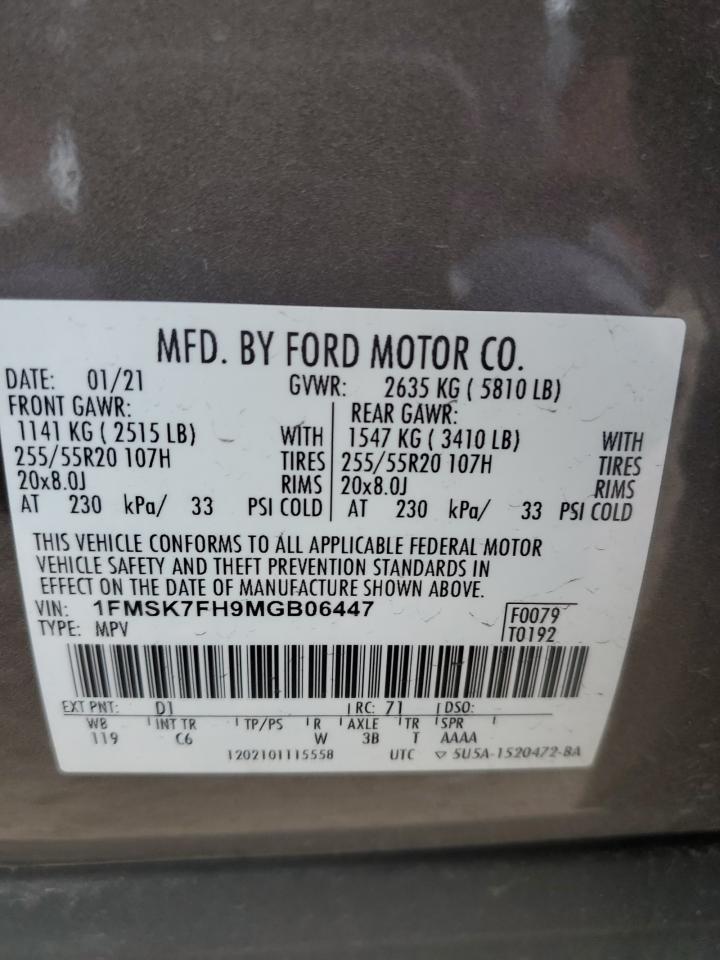 MFD. BY FORD MOTOR CO.
DATE: 01/21 GVWR: 2635 KG ( 5810 LB)
FRONT GAWR: REAR GAWR:
1141 KG ( 2515 LB) WITH 1547 KG ( 3410 LB) WITH
255/55R20 107H TIRES 255/55R20 107H TIRES
20x8.0J RIMS 20x8.0J RIMS
AT 230 kPa/ 33 PSI COLD AT 230 kPa/ 33 PSI COLD
THIS VEHICLE CONFORMS TO ALL APPLICABLE FEDERAL MOTOR
VEHICLE SAFETY AND THEFT PREVENTION STANDARDS IN
EFFECT ON THE DATE OF MANUFACTURE SHOWN ABOVE.
VIN: 1FMSK7FH9MGB06447 F0079
TYPE: MPV T0192
EXT PNT: D1 RC: 71 DSO:
WB INT TR TP/PS R AXLE TR SPR
119 C6 W 3B T AAAA
1202101115558 UTC ▽ 5U5A-1520472-BA